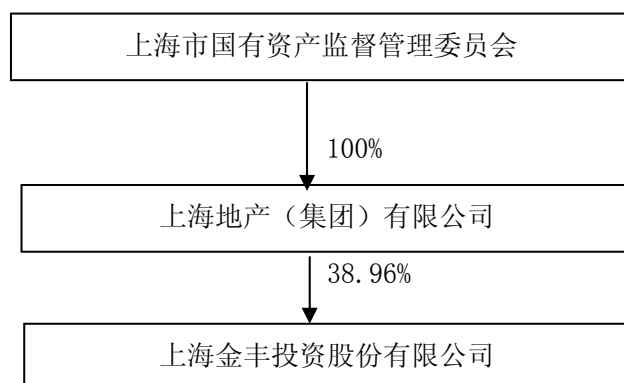 上海市国有资产监督管理委员会
100%
上海地产（集团）有限公司
38.96%
上海金丰投资股份有限公司